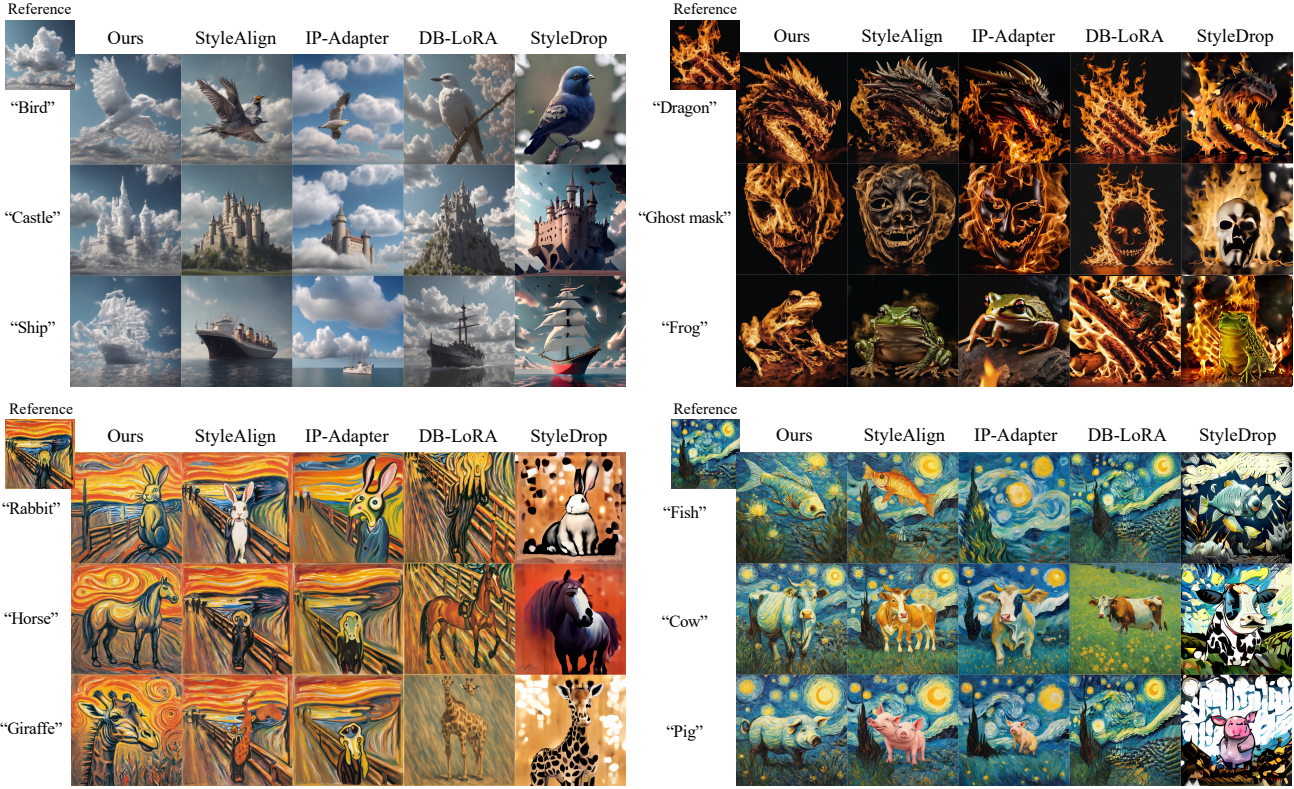 Reference
Ours StyleAlign IP-Adapter DB-LoRA StyleDrop
“Bird”
“Castle”
“Ship”
Reference
Ours StyleAlign IP-Adapter DB-LoRA StyleDrop
“Dragon”
“Ghost mask”
“Frog”
Reference
Ours StyleAlign IP-Adapter DB-LoRA StyleDrop
“Rabbit”
“Horse”
“Giraffe”
Reference
Ours StyleAlign IP-Adapter DB-LoRA StyleDrop
“Fish”
“Cow”
“Pig”